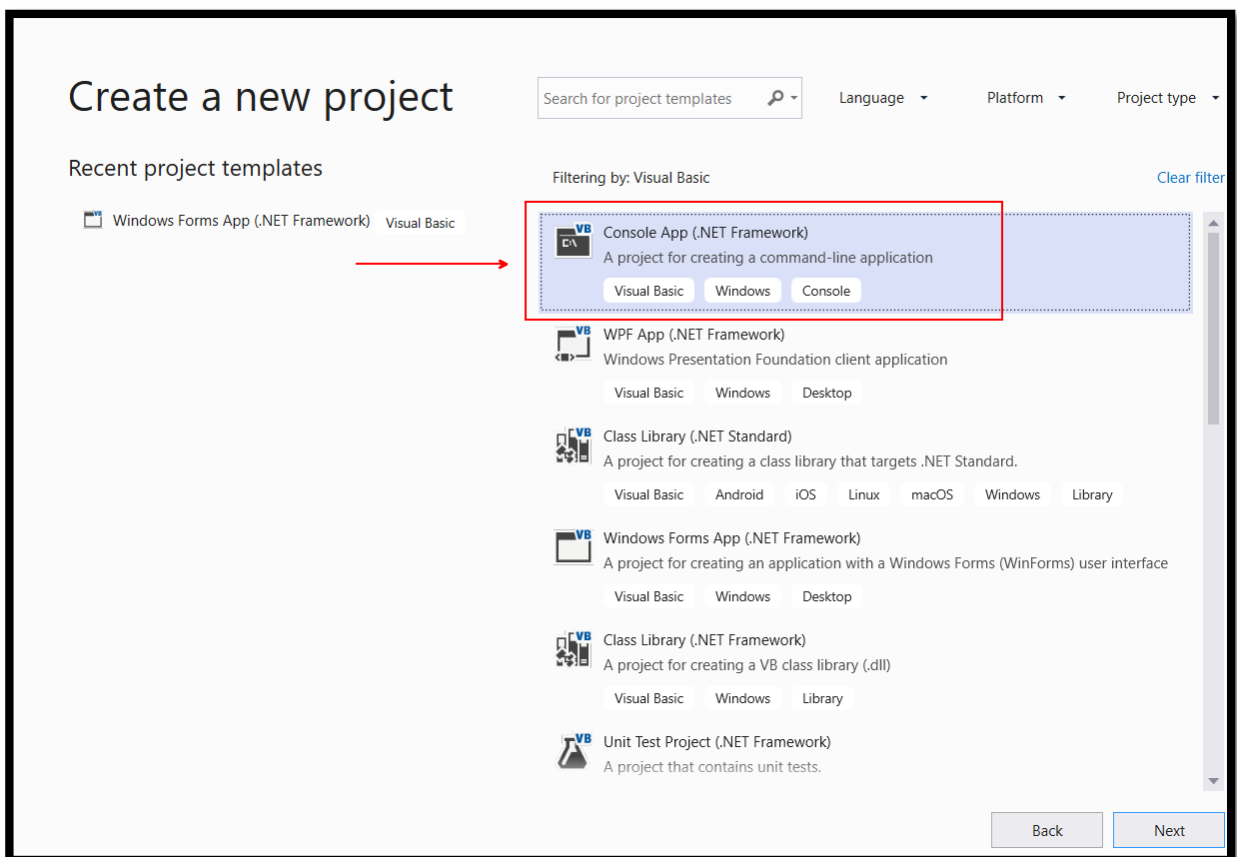 Create a new project
Search for project templates
Language
Platform
Project type
Recent project templates
Filtering by: Visual Basic
Clear filter
Windows Forms App (.NET Framework) Visual Basic
VB
C:\
Console App (.NET Framework)
A project for creating a command-line application
Visual Basic Windows Console
VB
WPF App (.NET Framework)
Windows Presentation Foundation client application
Visual Basic Windows Desktop
VB
Class Library (.NET Standard)
A project for creating a class library that targets .NET Standard.
Visual Basic Android iOS Linux macOS Windows Library
VB
Windows Forms App (.NET Framework)
A project for creating an application with a Windows Forms (WinForms) user interface
Visual Basic Windows Desktop
VB
Class Library (.NET Framework)
A project for creating a VB class library (.dll)
Visual Basic Windows Library
VB
Unit Test Project (.NET Framework)
A project that contains unit tests.
Back
Next